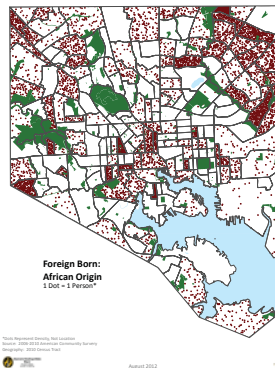 Foreign Born:
African Origin
1 Dot = 1 Person*
*Dots Represent Density, Not Location
Source: 2006-2010 American Community Survey
Geography: 2010 Census Tract
August 2012